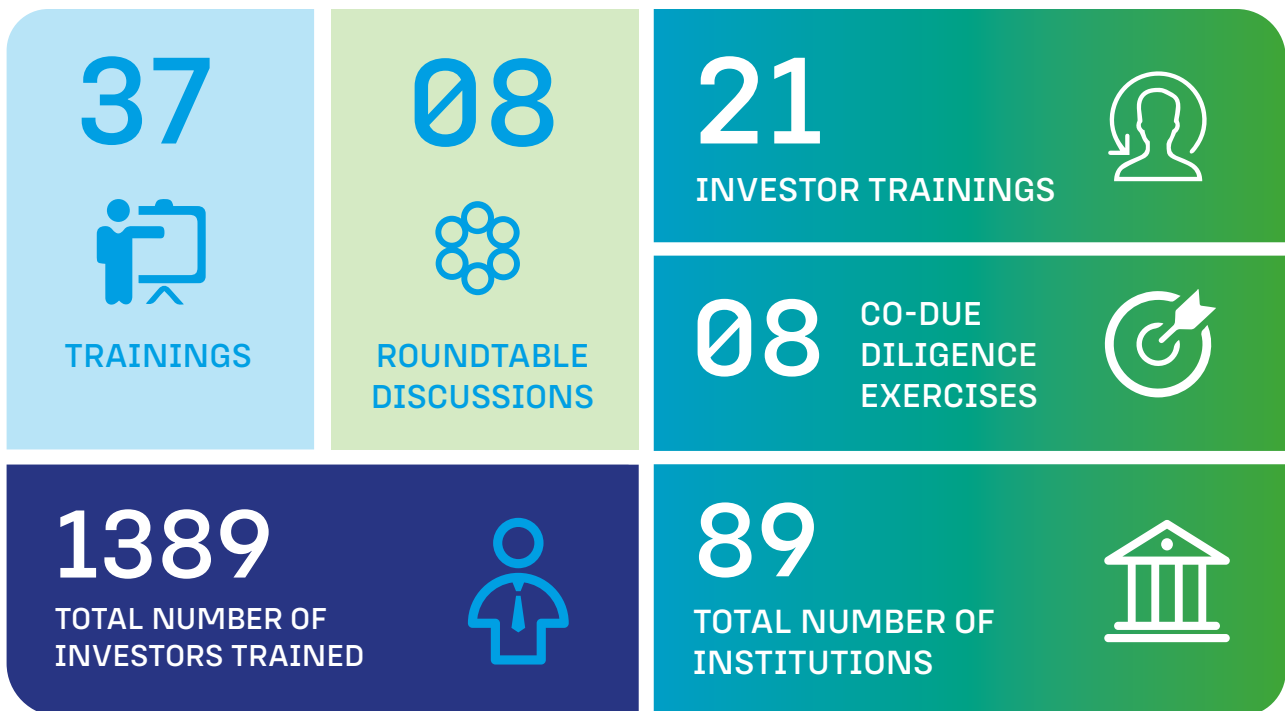 37
TRAININGS
08
ROUNDTABLE
DISCUSSIONS
21
INVESTOR TRAININGS
08
CO-DUE
DILIGENCE
EXERCISES
1389
TOTAL NUMBER OF
INVESTORS TRAINED
89
TOTAL NUMBER OF
INSTITUTIONS